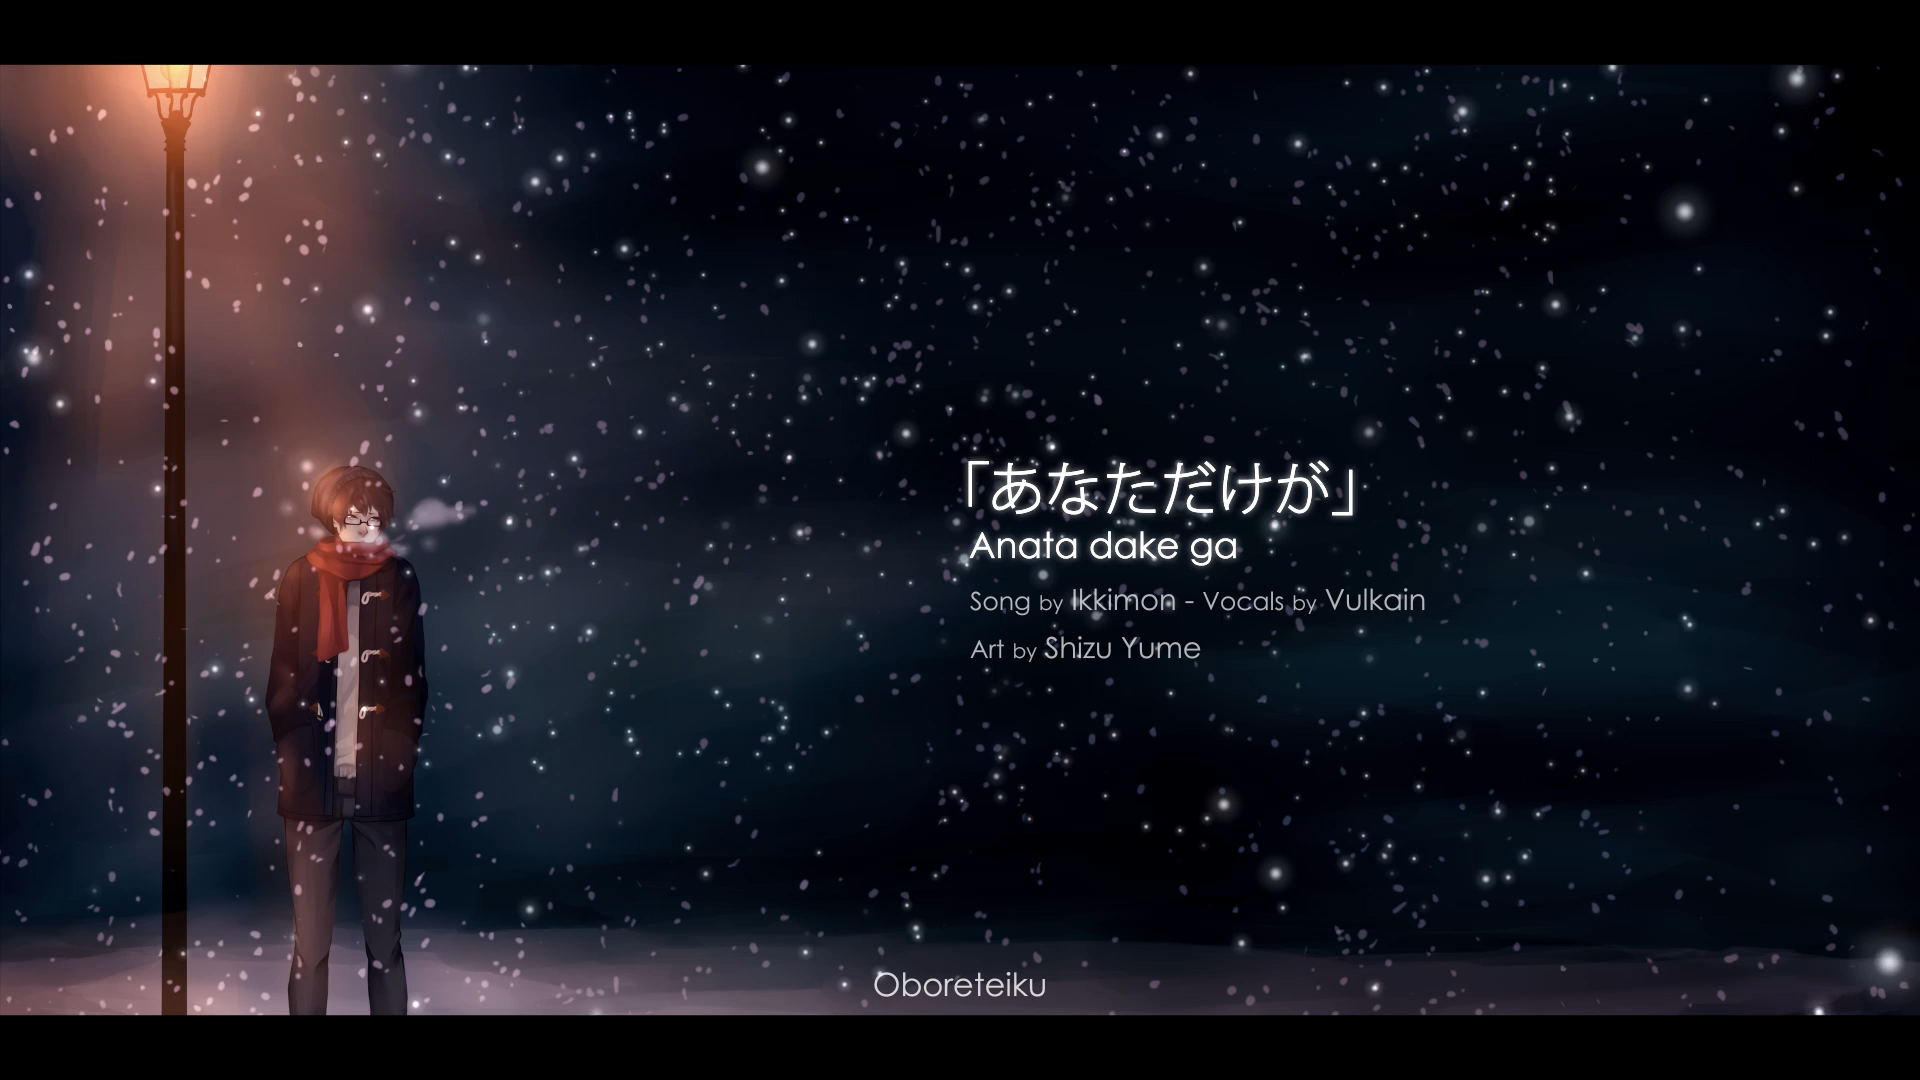 「あなただけが」
Anata dake ga
Song by Ikkimon - Vocals by Vulkain
Art by Shizu Yume
Oboreteiku